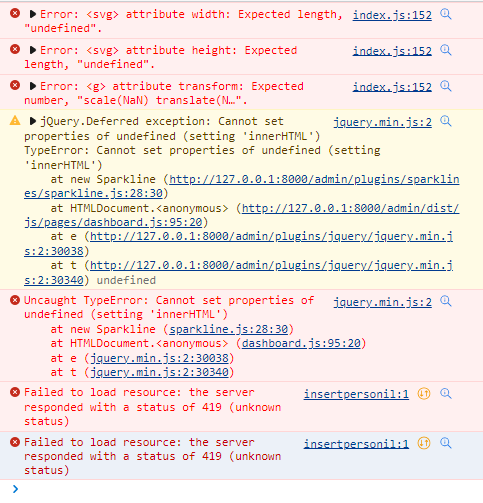 Error: <svg> attribute width: Expected length, index.js:152
"undefined".
Error: <svg> attribute height: Expected index.js:152
length, "undefined".
Error: <g> attribute transform: Expected index.js:152
number, "scale(NaN) translate(N…".
jQuery.Deferred exception: Cannot set jquery.min.js:2
properties of undefined (setting 'innerHTML')
TypeError: Cannot set properties of undefined (setting
'innerHTML')
at new Sparkline (http://127.0.0.1:8000/admin/plugins/sparklin
es/sparkline.js:28:30)
at HTMLDocument.<anonymous> (http://127.0.0.1:8000/admin/dist/
js/pages/dashboard.js:95:20)
at e (http://127.0.0.1:8000/admin/plugins/jquery/jquery.min.j
s:2:30038)
at t (http://127.0.0.1:8000/admin/plugins/jquery/jquery.min.j
s:2:30340) undefined
Uncaught TypeError: Cannot set properties of jquery.min.js:2
undefined (setting 'innerHTML')
at new Sparkline (sparkline.js:28:30)
at HTMLDocument.<anonymous> (dashboard.js:95:20)
at e (jquery.min.js:2:30038)
at t (jquery.min.js:2:30340)
Failed to load resource: the server insertpersonil:1
responded with a status of 419 (unknown
status)
Failed to load resource: the server insertpersonil:1
responded with a status of 419 (unknown
status)